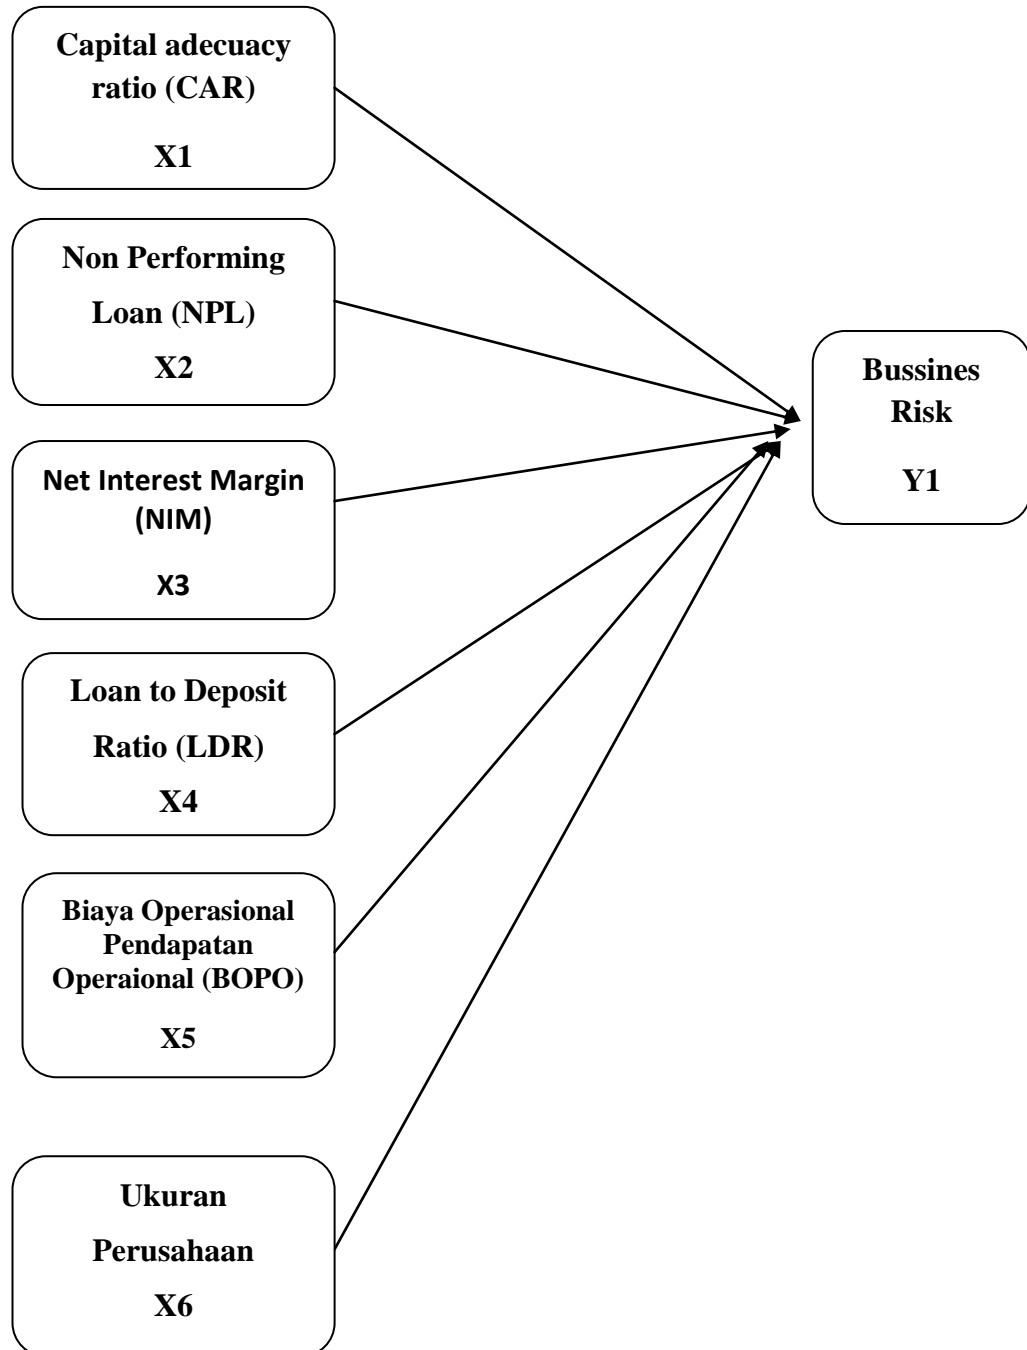 Capital adecuacy
ratio (CAR)
X1
Non Performing
Loan (NPL)
X2
Net Interest Margin
(NIM)
X3
Loan to Deposit
Ratio (LDR)
X4
Biaya Operasional
Pendapatan
Operaional (BOPO)
X5
Ukuran
Perusahaan
X6
Bussines
Risk
Y1